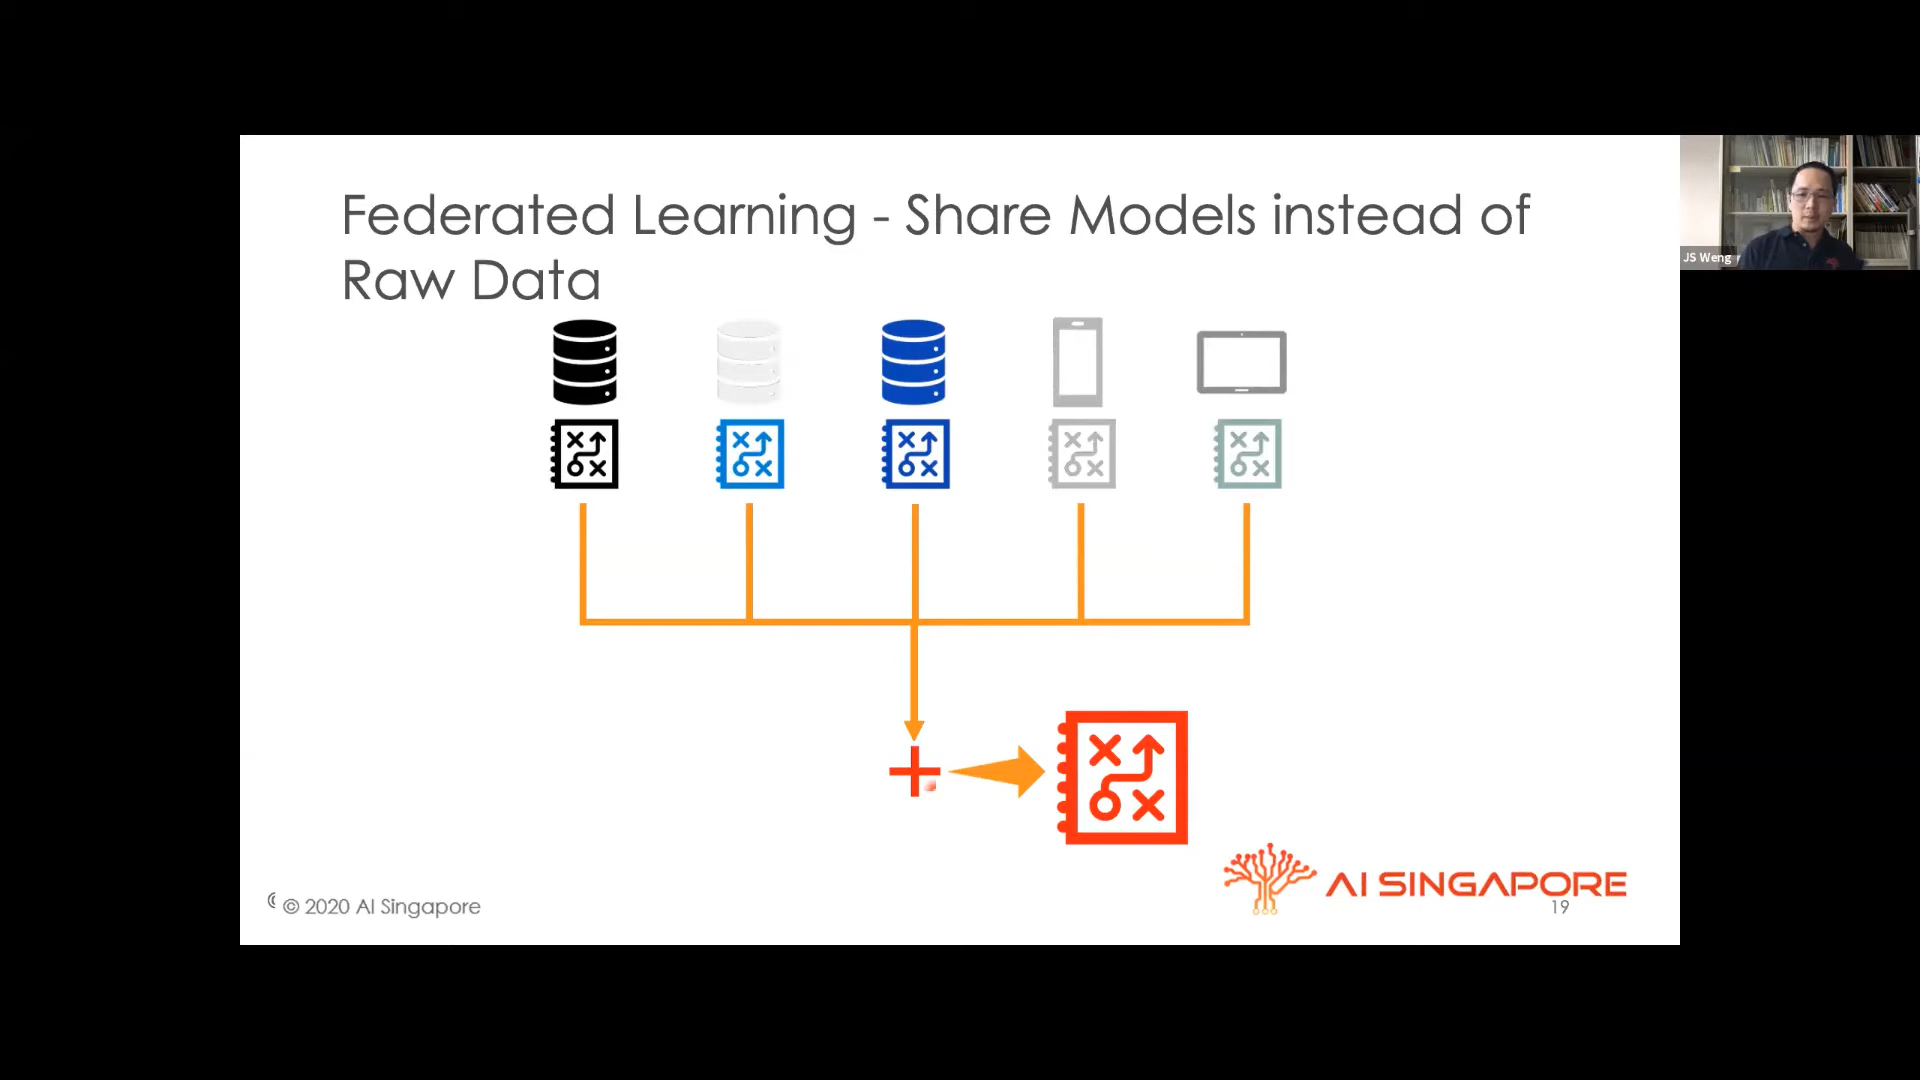 Federated Learning - Share Models instead of
Raw Data
JS Weng
AI SINGAPORE
© 2020 AI Singapore
19